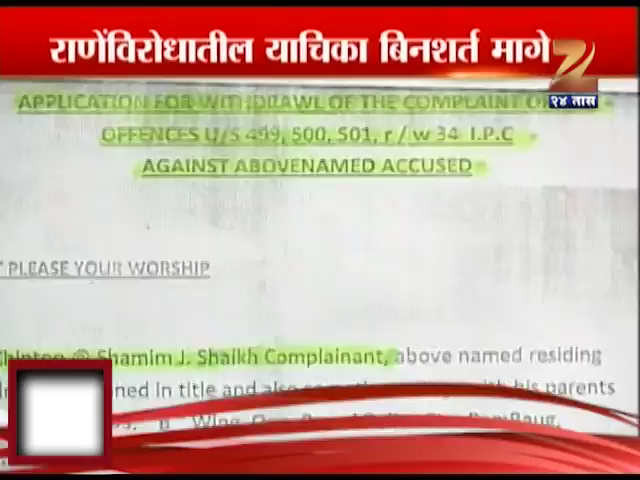 राणेंविरोधातील याचिका बिनशर्त मागे
२४ तास
APPLICATION FOR WITHDRAWL OF THE COMPLAINT
OFFENCES U/S 499, 500, 501, r / w 34 I.P.C
AGAINST ABOVENAMED ACCUSED
PLEASE YOUR WORSHIP
@ Shamim J. Shaikh Complainant, above named residing
in title and also his parents
Wing,